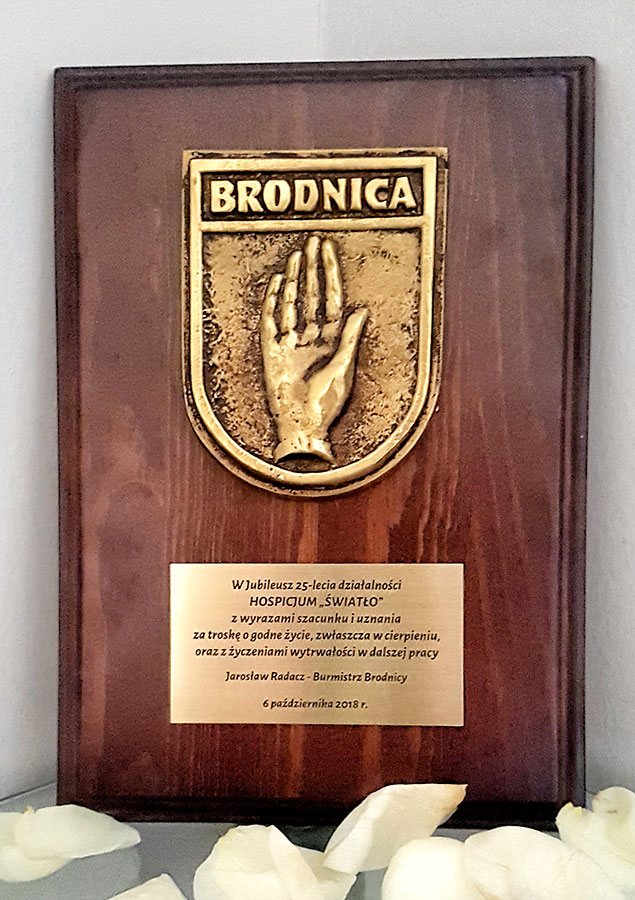 BRODNICA
W Jubileusz 25-lecia działalności
HOSPICJUM „ŚWIATŁO”
z wyrazami szacunku i uznania
za troskę o godne życie, zwłaszcza w cierpieniu,
oraz z życzeniami wytrwałości w dalszej pracy
Jarosław Radacz - Burmistrz Brodnicy
6 października 2018 r.